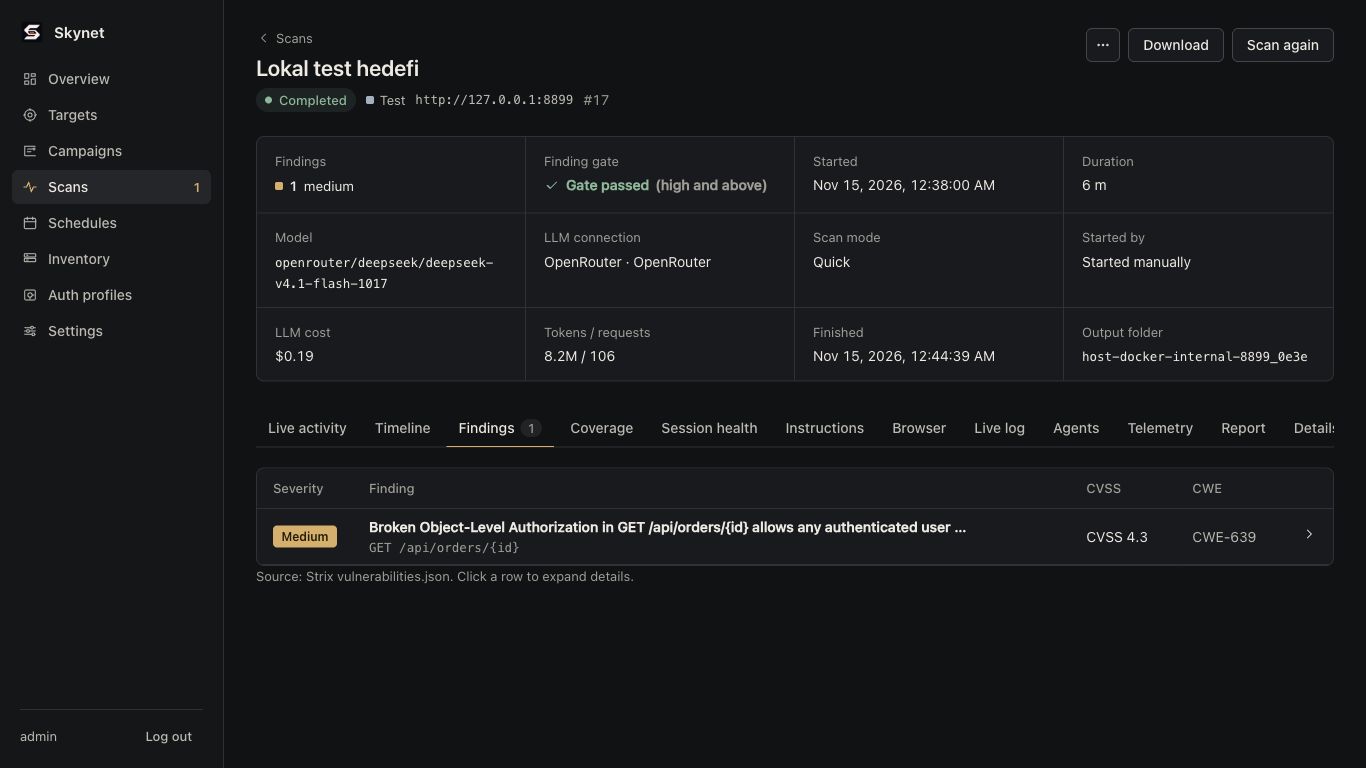 Skynet
Overview
Targets
Campaigns
Scans 1
Schedules
Inventory
Auth profiles
Settings
admin
Log out
Scans
Lokal test hedefi
Completed Test http://127.0.0.1:8899 #17
... Download Scan again
Findings
1 medium
Finding gate
Gate passed (high and above)
Started
Nov 15, 2026, 12:38:00 AM
Duration
6 m
Model
openrouter/deepseek/deepseek-
v4.1-flash-1017
LLM connection
OpenRouter · OpenRouter
Scan mode
Quick
Started by
Started manually
LLM cost
$0.19
Tokens / requests
8.2M / 106
Finished
Nov 15, 2026, 12:44:39 AM
Output folder
host-docker-internal-8899_0e3e
Live activity Timeline Findings 1 Coverage Session health Instructions Browser Live log Agents Telemetry Report Details
Severity Finding CVSS CWE
Medium
Broken Object-Level Authorization in GET /api/orders/{id} allows any authenticated user ...
GET /api/orders/{id}
CVSS 4.3
CWE-639
Source: Strix vulnerabilities.json. Click a row to expand details.